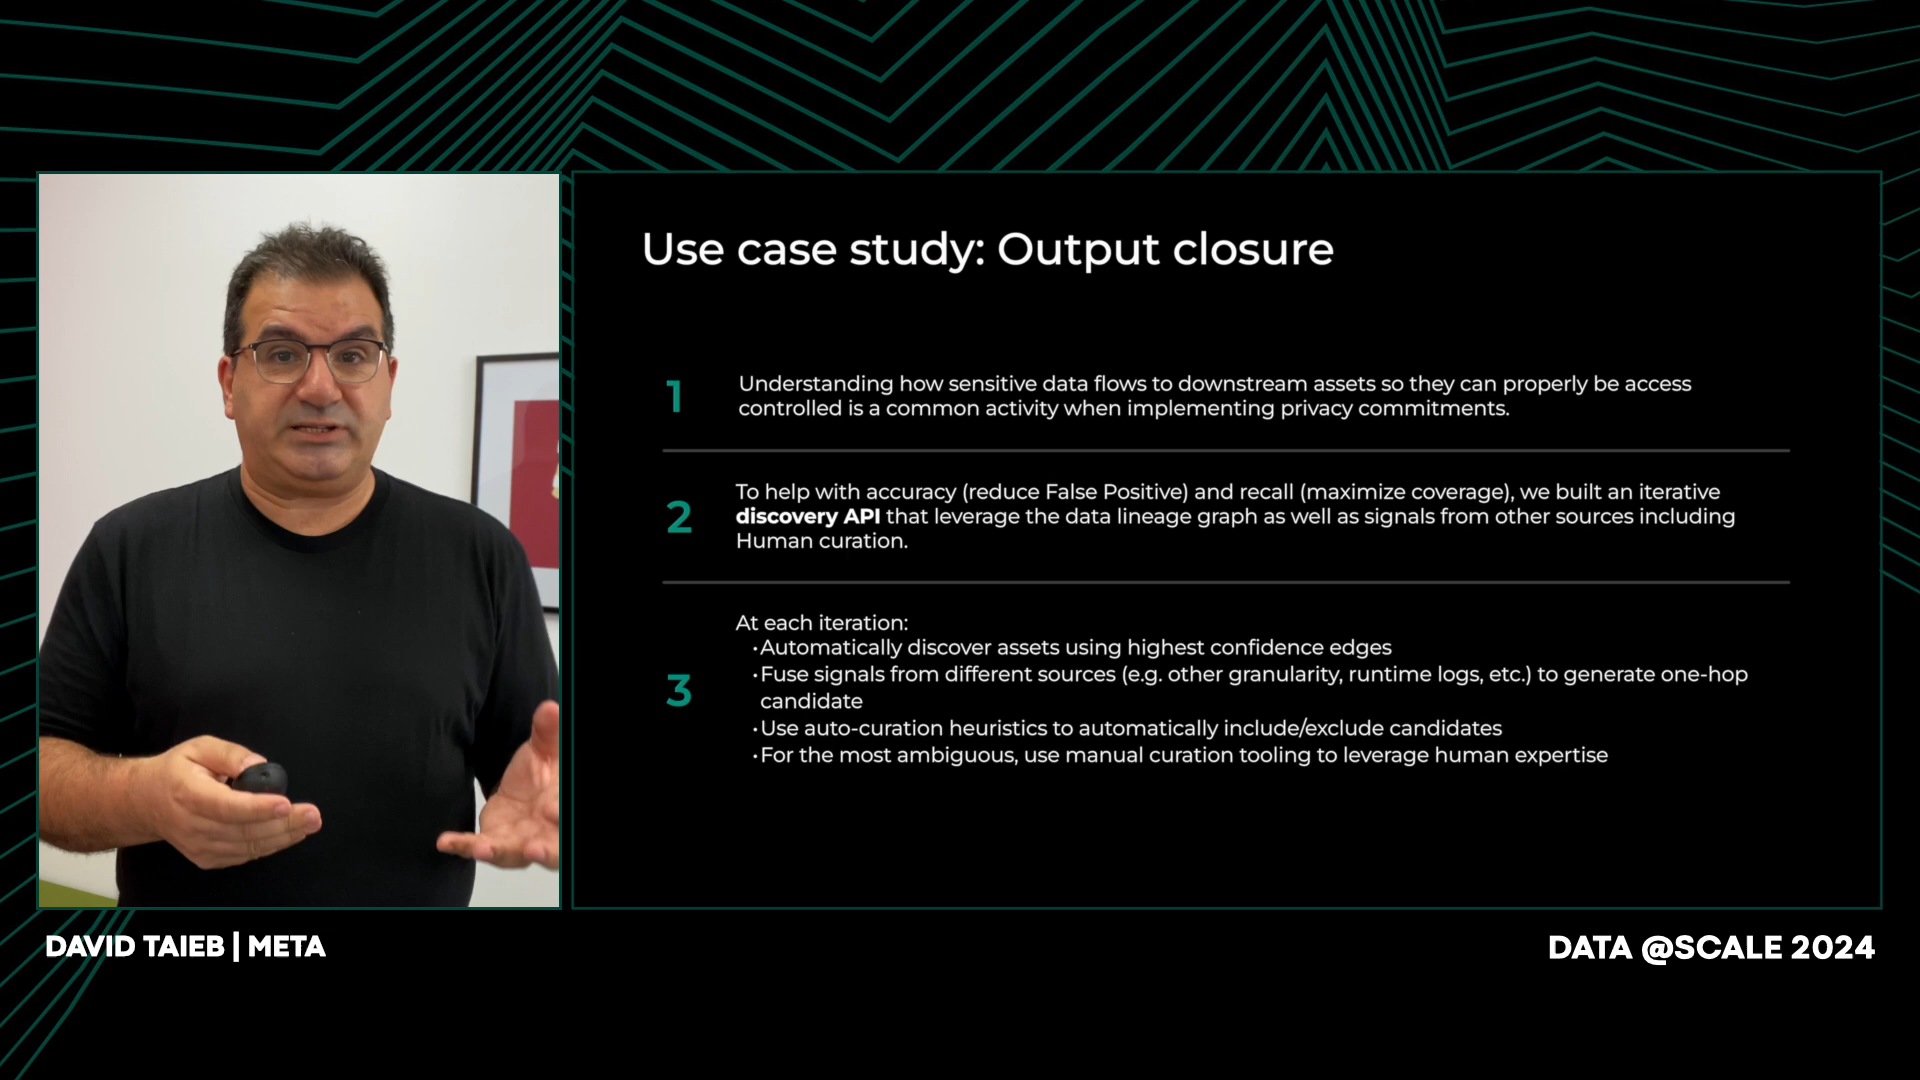 Use case study: Output closure
1
Understanding how sensitive data flows to downstream assets so they can properly be access
controlled is a common activity when implementing privacy commitments.
2
To help with accuracy (reduce False Positive) and recall (maximize coverage), we built an iterative
discovery API that leverage the data lineage graph as well as signals from other sources including
Human curation.
3
At each iteration:
•Automatically discover assets using highest confidence edges
•Fuse signals from different sources (e.g. other granularity, runtime logs, etc.) to generate one-hop
candidate
•Use auto-curation heuristics to automatically include/exclude candidates
•For the most ambiguous, use manual curation tooling to leverage human expertise
DAVID TAIEB | META
DATA @SCALE 2024